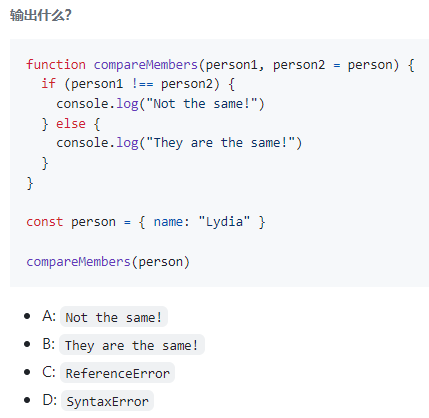 输出什么?
function compareMembers(person1, person2 = person) {
  if (person1 !== person2) {
    console.log("Not the same!")
  } else {
    console.log("They are the same!")
  }
}

const person = { name: "Lydia" }

compareMembers(person)
• A: Not the same!
• B: They are the same!
• C: ReferenceError
• D: SyntaxError